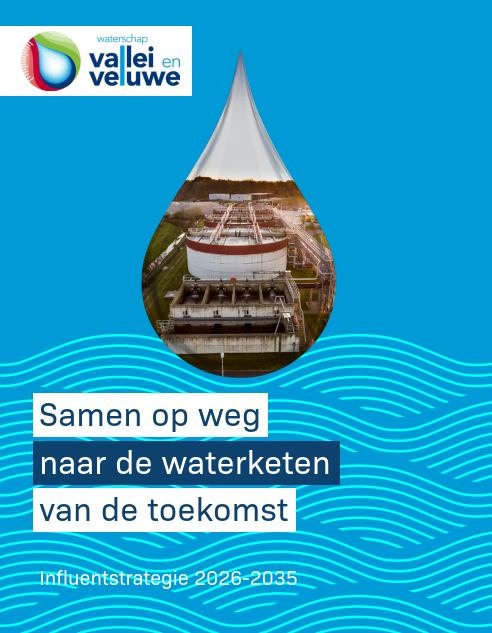 waterschap
vallei en
veluwe
Samen op weg
naar de waterketen
van de toekomst
Influentstrategie 2026-2035